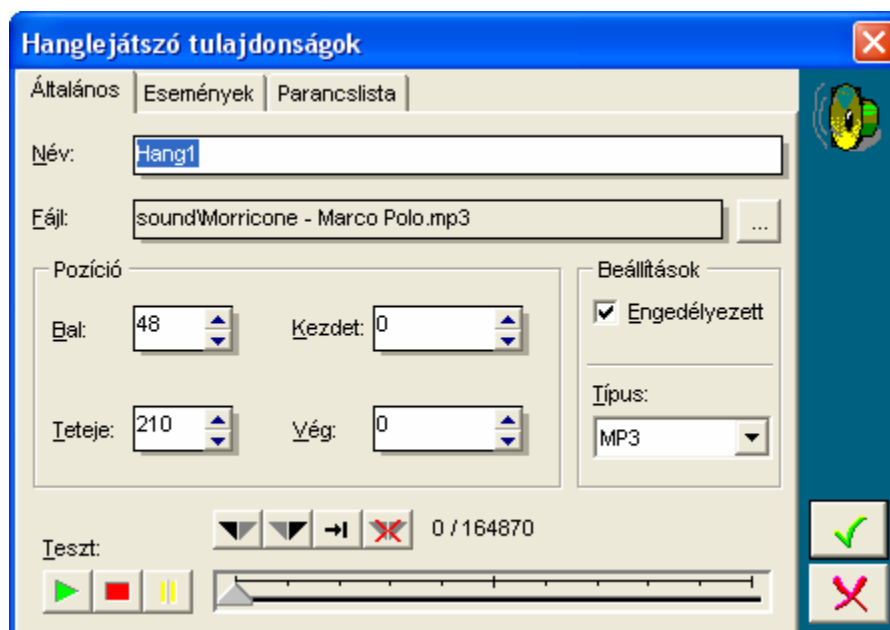 Hanglejátszó tulajdonságok
Általános Események Parancslista
Név: Hang1
Fájl: sound\Morricone - Marco Polo.mp3 ...
Pozíció
Bal: 48 Kezdet: 0
Teteje: 210 Vég: 0
Beállítások
Engedélyezett
Típus:
MP3
Teszt: 0 / 164870